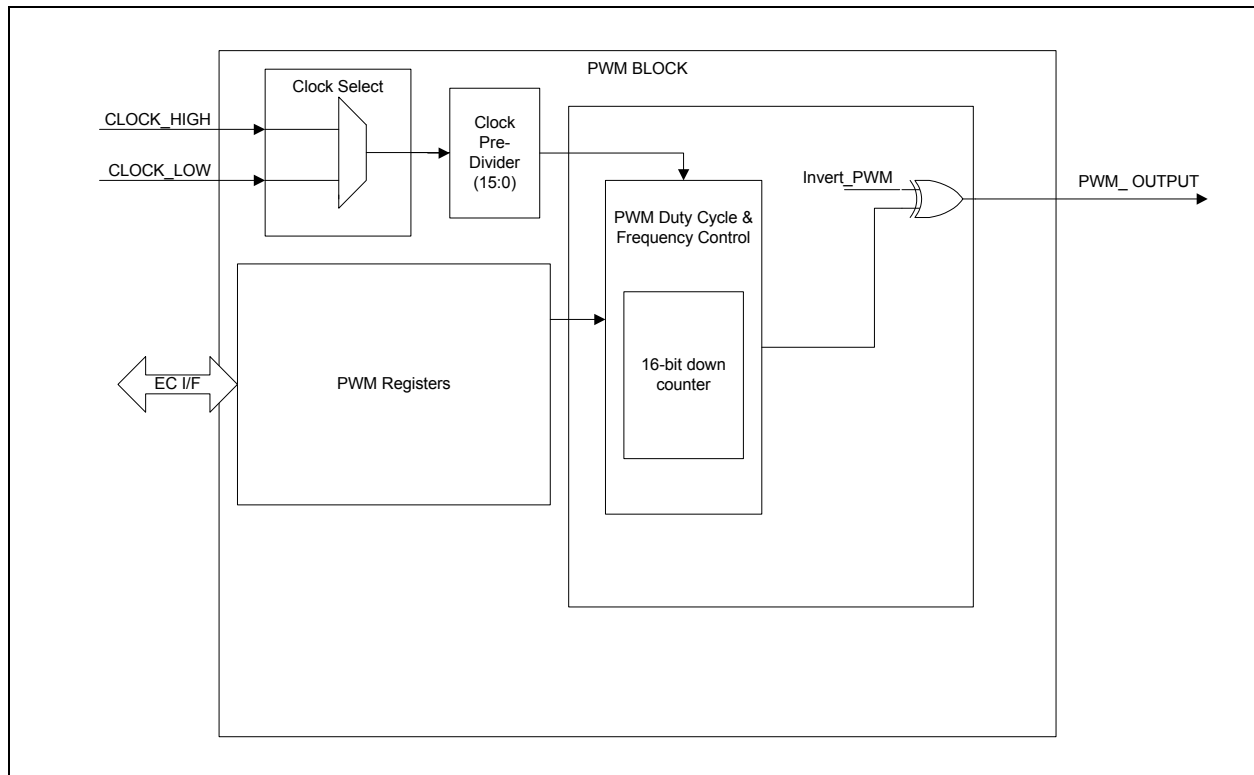 PWM BLOCK
Clock Select
CLOCK_HIGH
CLOCK_LOW
Clock
Pre-
Divider
(15:0)
Invert_PWM
PWM_ OUTPUT
PWM Duty Cycle &
Frequency Control
16-bit down
counter
EC I/F
PWM Registers